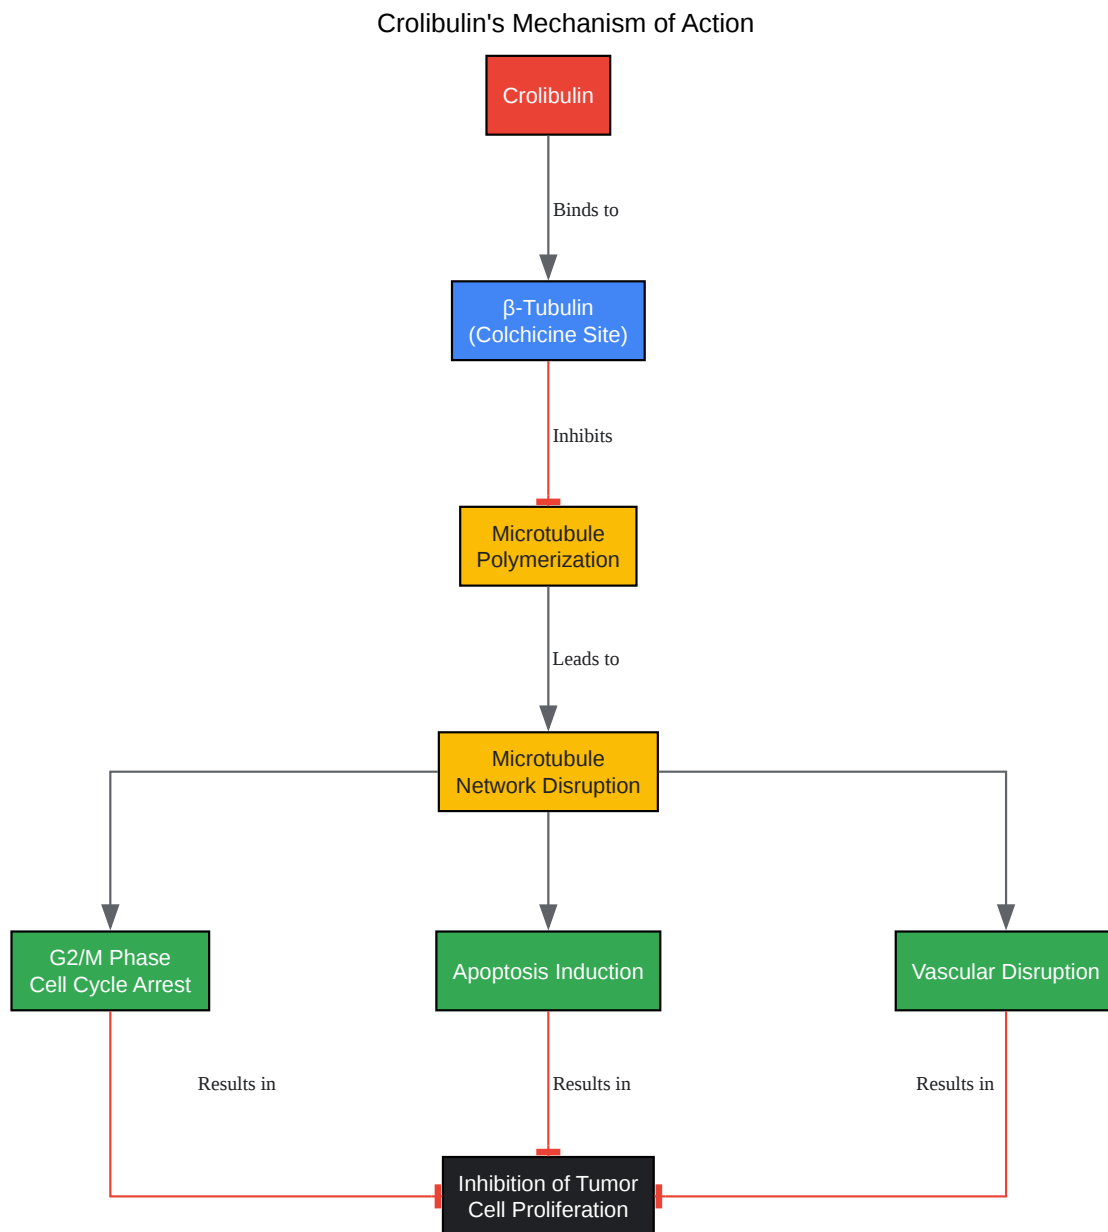 Crolibulin's Mechanism of Action
Crolibulin
Binds to
β-Tubulin
(Colchicine Site)
Inhibits
Microtubule
Polymerization
Leads to
Microtubule
Network Disruption
G2/M Phase
Cell Cycle Arrest
Apoptosis Induction
Vascular Disruption
Results in
Results in
Results in
Inhibition of Tumor
Cell Proliferation